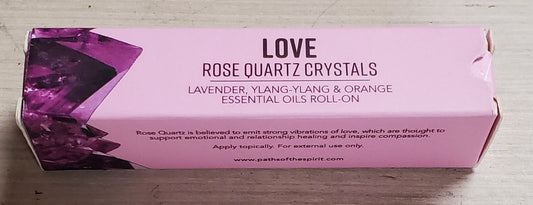 LOVE
ROSE QUARTZ CRYSTALS
LAVENDER, YLANG-YLANG & ORANGE
ESSENTIAL OILS ROLL-ON
Rose Quartz is believed to emit strong vibrations of love, which are thought to
support emotional and relationship healing and inspire compassion.
Apply topically. For external use only.
www.pathsofthespirit.com